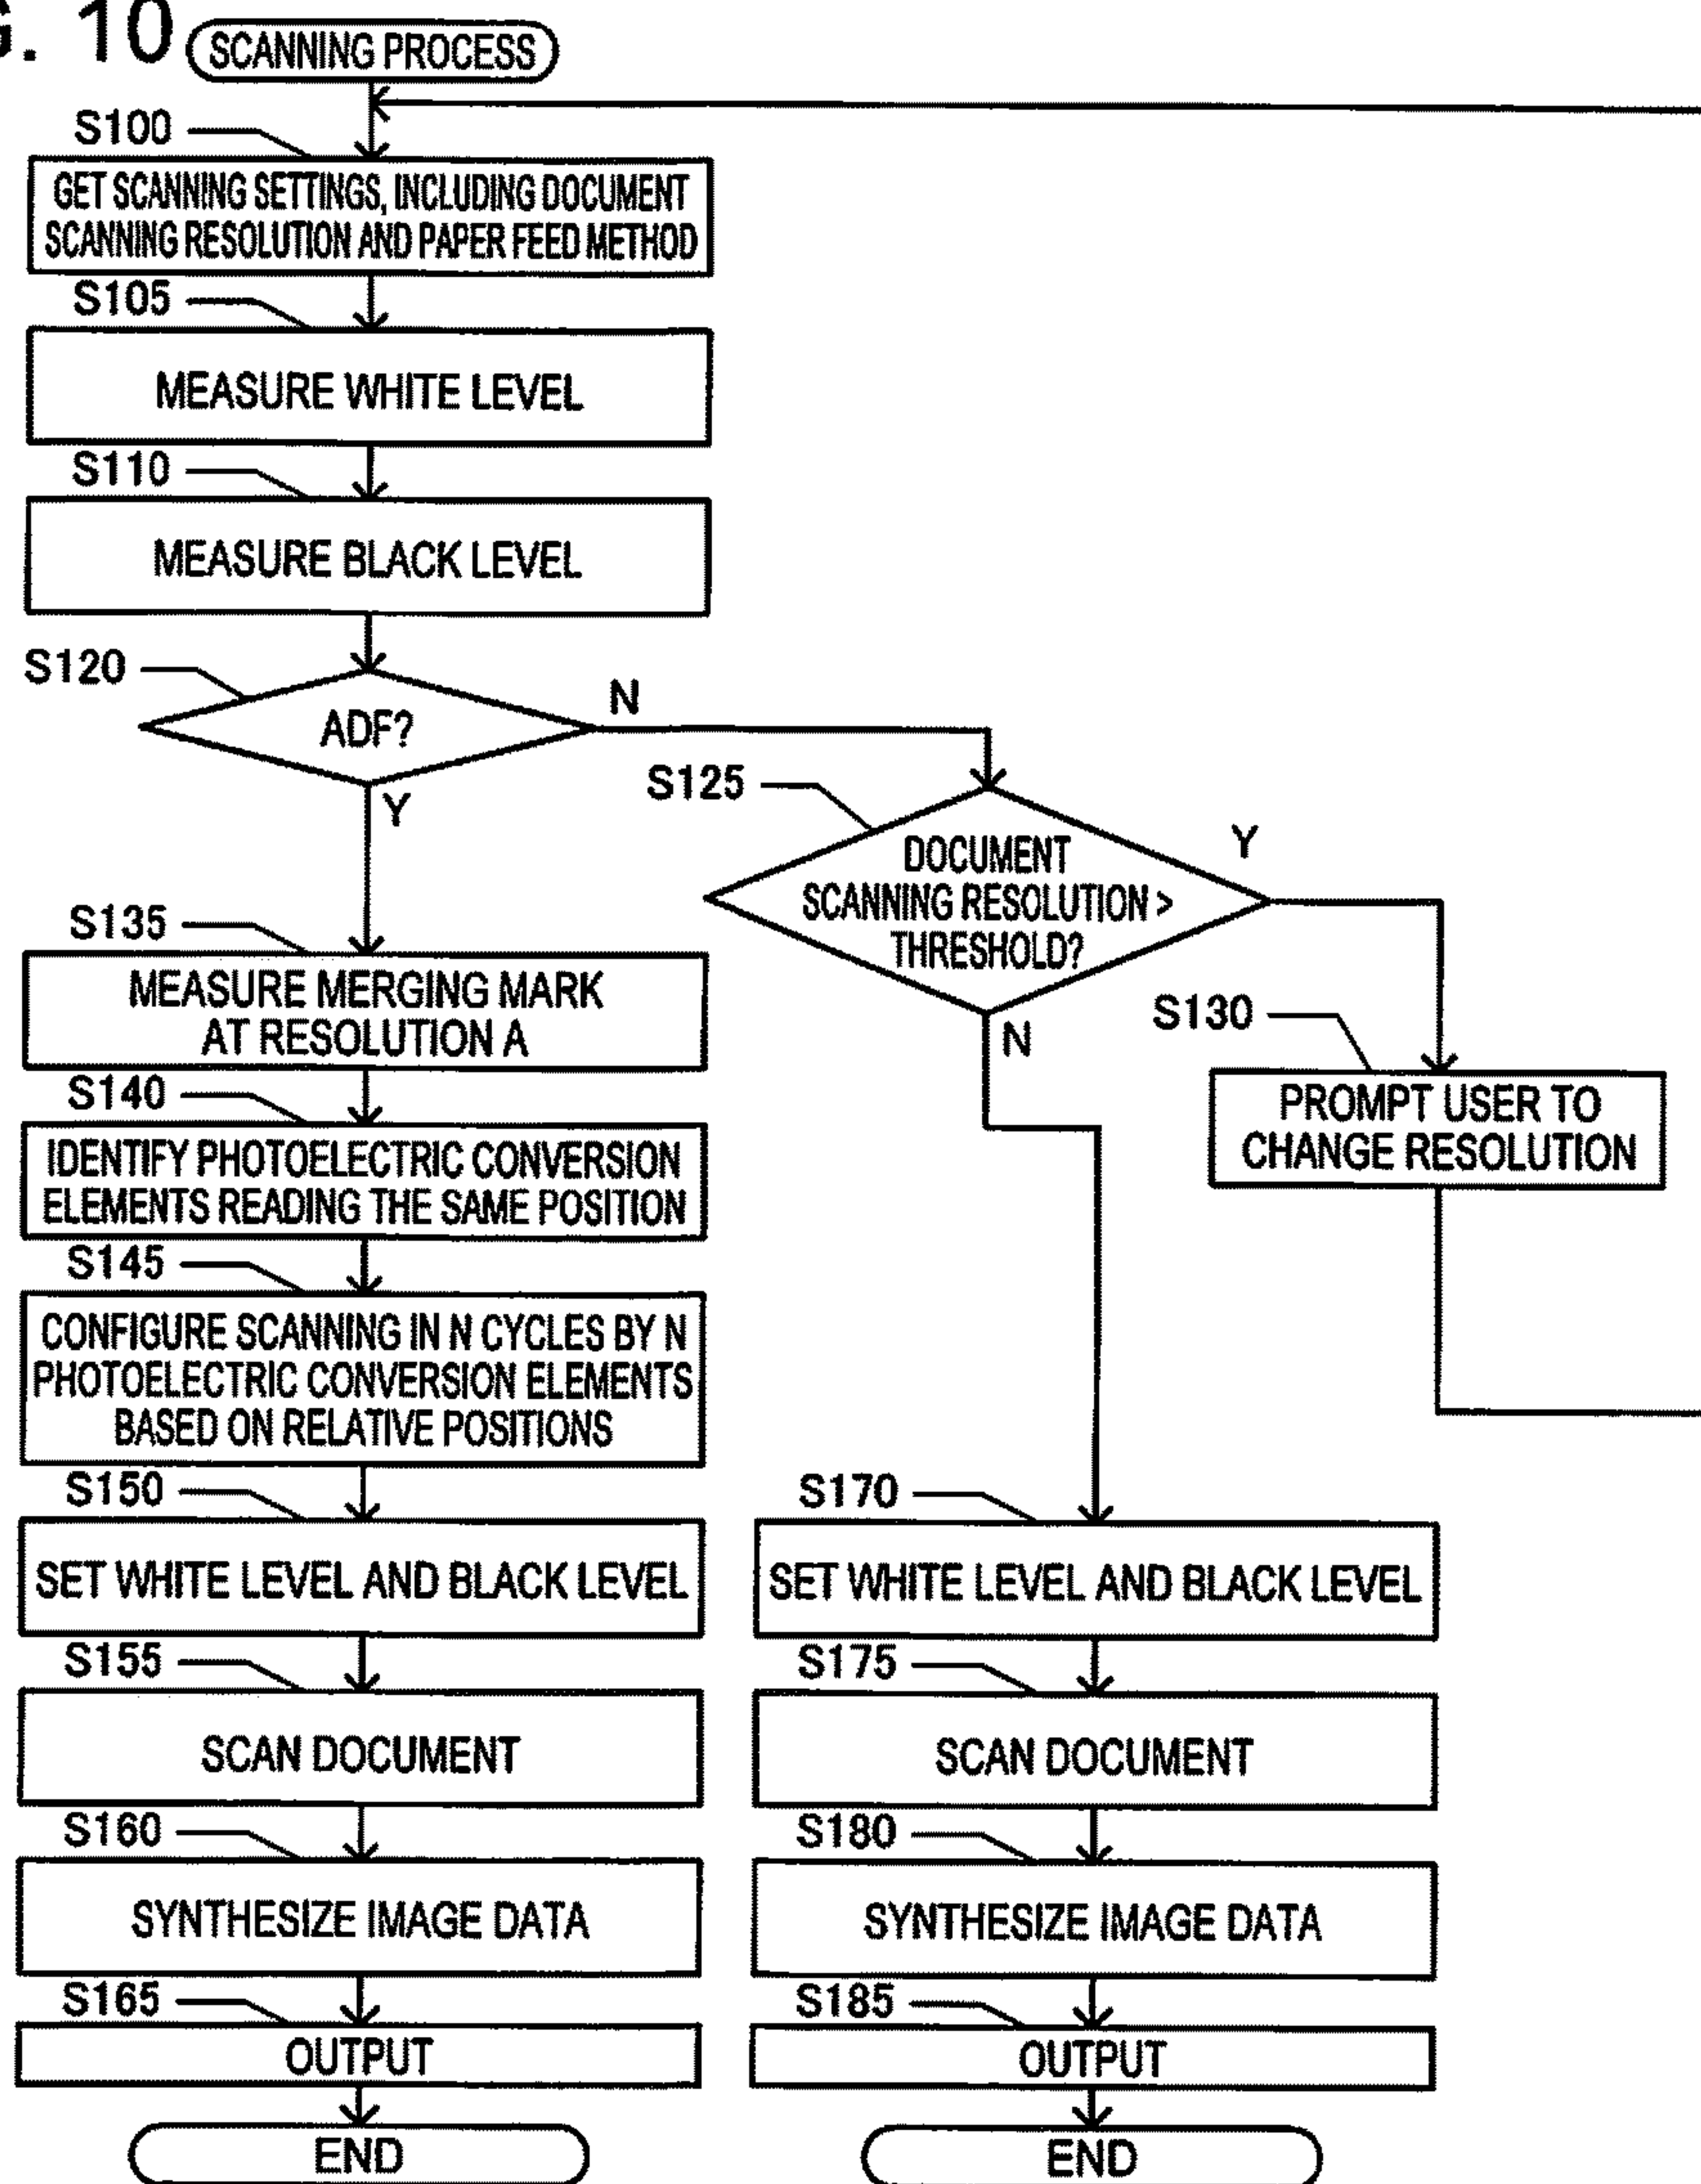 G. 10
SCANNING PROCESS
S100
GET SCANNING SETTINGS, INCLUDING DOCUMENT
SCANNING RESOLUTION AND PAPER FEED METHOD
S105
MEASURE WHITE LEVEL
S110
MEASURE BLACK LEVEL
S120
ADF?
N
Y
S125
DOCUMENT
SCANNING RESOLUTION >
THRESHOLD?
Y
N
S130
PROMPT USER TO
CHANGE RESOLUTION
S135
MEASURE MERGING MARK
AT RESOLUTION A
S140
IDENTIFY PHOTOELECTRIC CONVERSION
ELEMENTS READING THE SAME POSITION
S145
CONFIGURE SCANNING IN N CYCLES BY N
PHOTOELECTRIC CONVERSION ELEMENTS
BASED ON RELATIVE POSITIONS
S150
SET WHITE LEVEL AND BLACK LEVEL
S155
SCAN DOCUMENT
S160
SYNTHESIZE IMAGE DATA
S165
OUTPUT
END
S170
SET WHITE LEVEL AND BLACK LEVEL
S175
SCAN DOCUMENT
S180
SYNTHESIZE IMAGE DATA
S185
OUTPUT
END